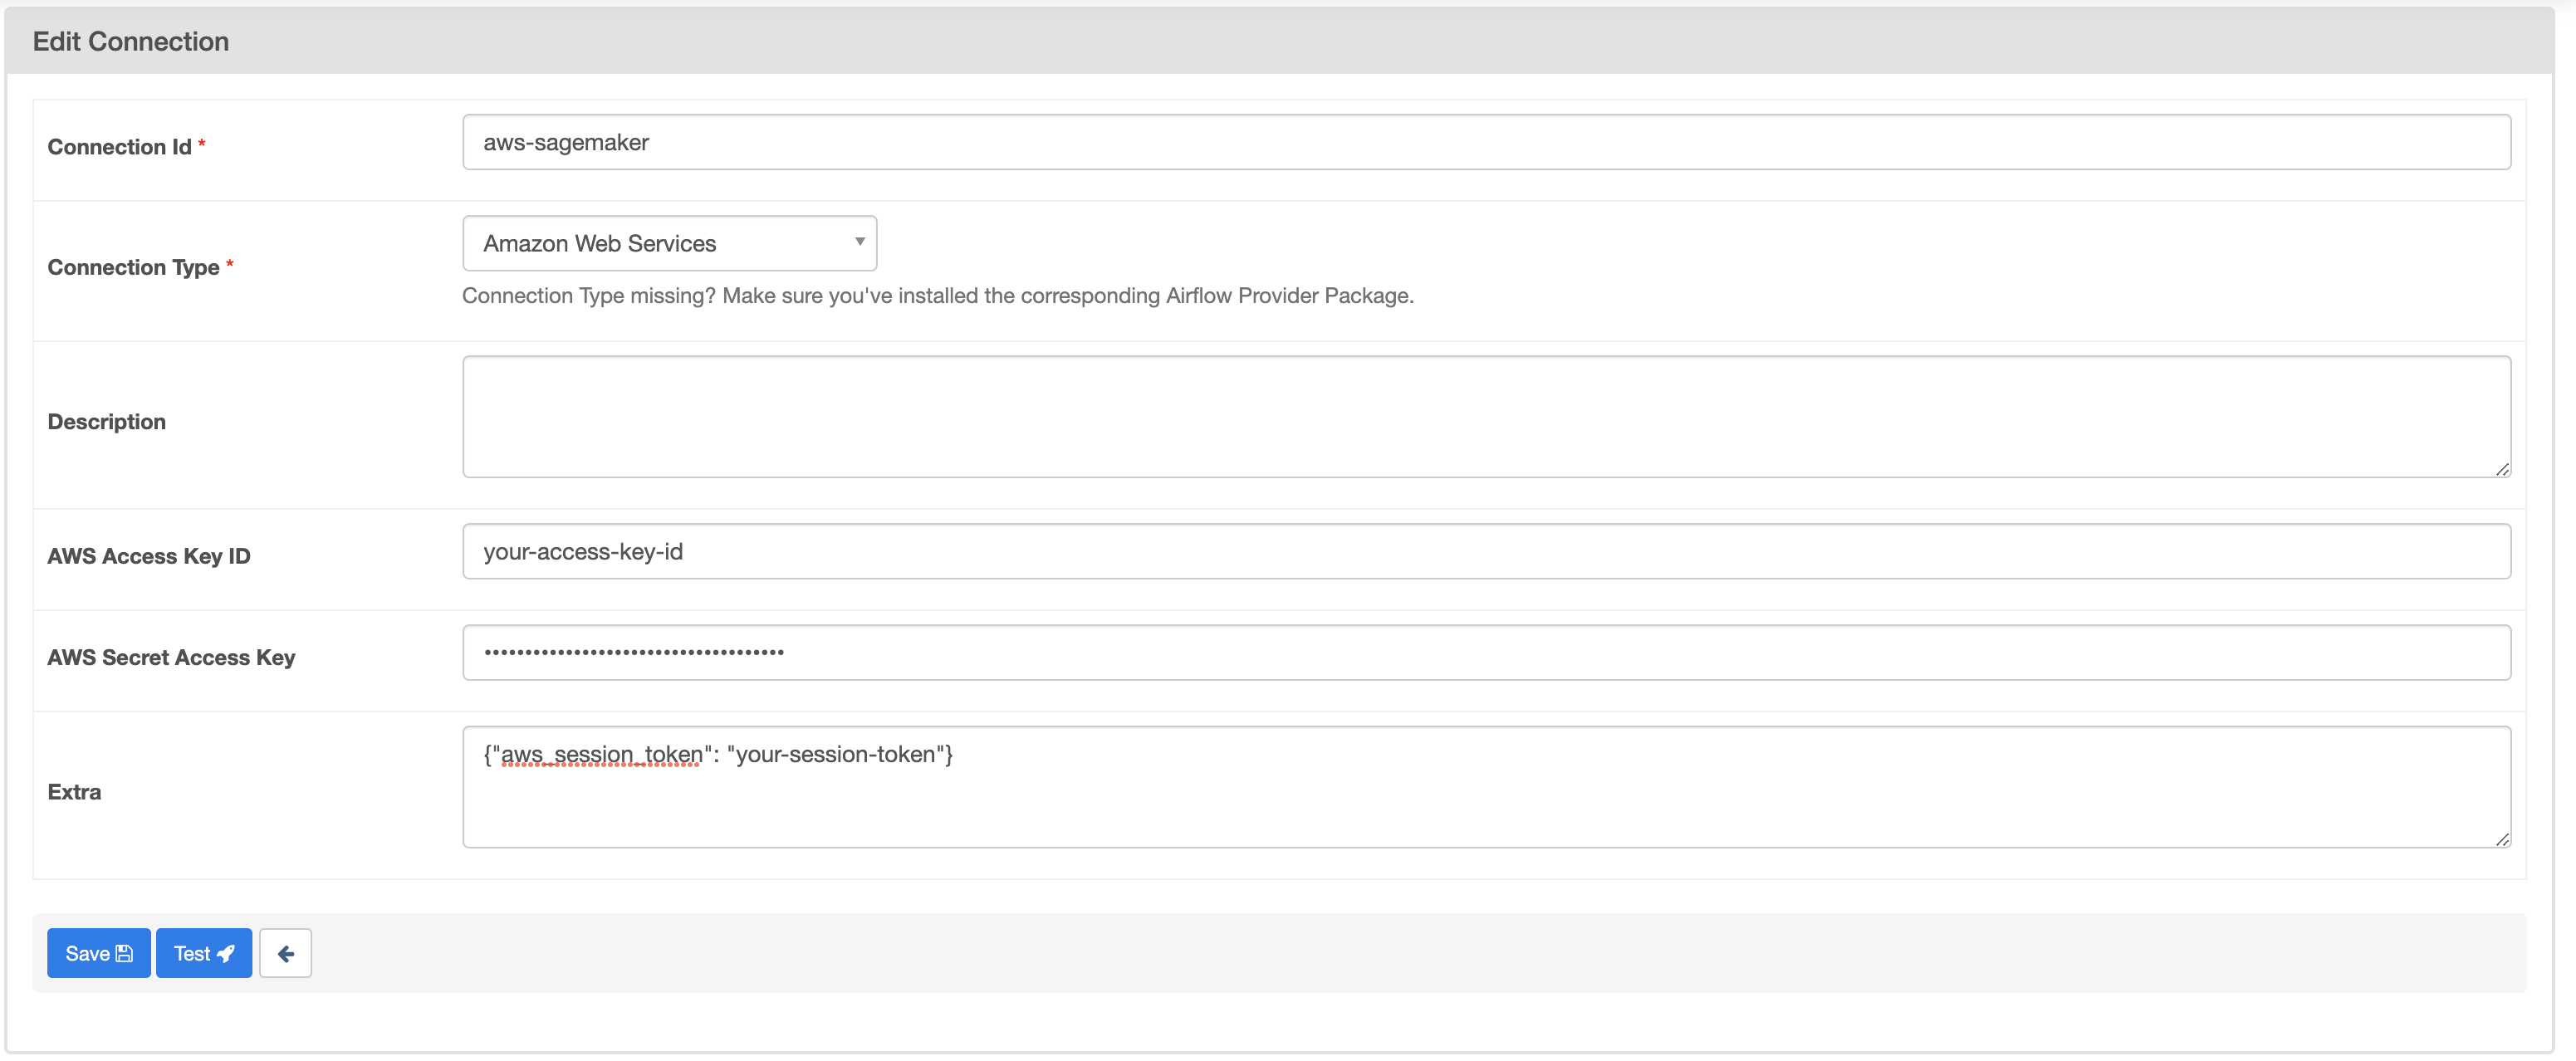 Edit Connection
Connection Id *
aws-sagemaker
Connection Type *
Amazon Web Services
Connection Type missing? Make sure you've installed the corresponding Airflow Provider Package.
Description
AWS Access Key ID
your-access-key-id
AWS Secret Access Key
•••••••••••••••••••••••••••••••••••••
Extra
{"aws_session_token": "your-session-token"}
Save Test